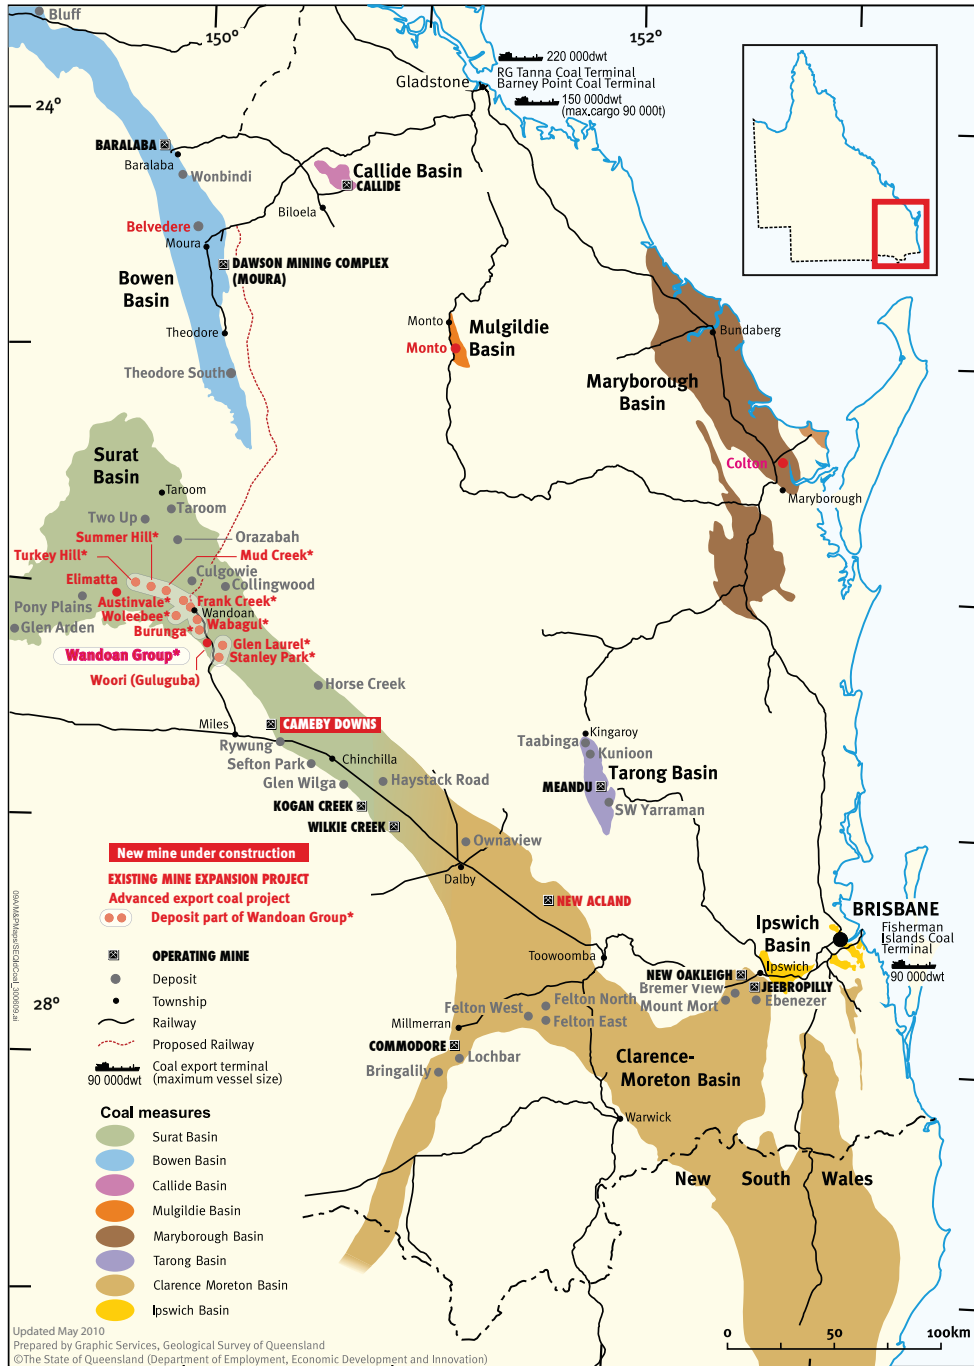 Bluff
150°
152°
220 000dwt
RG Tanna Coal Terminal
Barney Point Coal Terminal
Gladstone
150 000dwt
(max.cargo 90 000t)
24°
BARALABA
Baralaba
Wonbindi
Callide Basin
CALLIDE
Biloela
Belvedere
Moura
DAWSON MINING COMPLEX
(MOURA)
Bowen
Basin
Theodore
Theodore South
Monto
Monto
Mulgildie
Basin
Bundaberg
Maryborough
Basin
Colton
Maryborough
Surat
Basin
Taroom
Taroom
Two Up
Summer Hill*
Orazabah
Turkey Hill*
Mud Creek*
Elimatta
Culgowie
Collingwood
Pony Plains
Austinvale*
Frank Creek*
Woleebee*
Wandoan
Glen Arden
Burunga*
Wabagul*
Glen Laurel*
Wandoan Group*
Stanley Park*
Woori (Guluguba)
Horse Creek
Miles
CAMEBY DOWNS
Rywung
Chinchilla
Sefton Park
Glen Wilga
Haystack Road
KOGAN CREEK
WILKIE CREEK
Ownaview
Dalby
Kingaroy
Taabinga
Kunioon
Tarong Basin
MEANDU
SW Yarraman
New mine under construction
EXISTING MINE EXPANSION PROJECT
Advanced export coal project
Deposit part of Wandoan Group*
NEW ACLAND
Toowoomba
Ipswich
Basin
BRISBANE
Fisherman
Islands Coal
Terminal
90 000dwt
Ipswich
NEW OAKLEIGH
JEEBROPILLY
Bremer View
Mount Mort
Ebenezer
OPERATING MINE
Deposit
Township
Railway
Proposed Railway
Coal export terminal
(maximum vessel size)
90 000dwt
28°
Felton North
Felton West
Felton East
Millmerran
COMMODORE
Lochbar
Bringalily
Clarence-
Moreton Basin
Warwick
New South Wales
Coal measures
Surat Basin
Bowen Basin
Callide Basin
Mulgildie Basin
Maryborough Basin
Tarong Basin
Clarence Moreton Basin
Ipswich Basin
0 50 100km
Updated May 2010
Prepared by Graphic Services, Geological Survey of Queensland
©The State of Queensland (Department of Employment, Economic Development and Innovation)